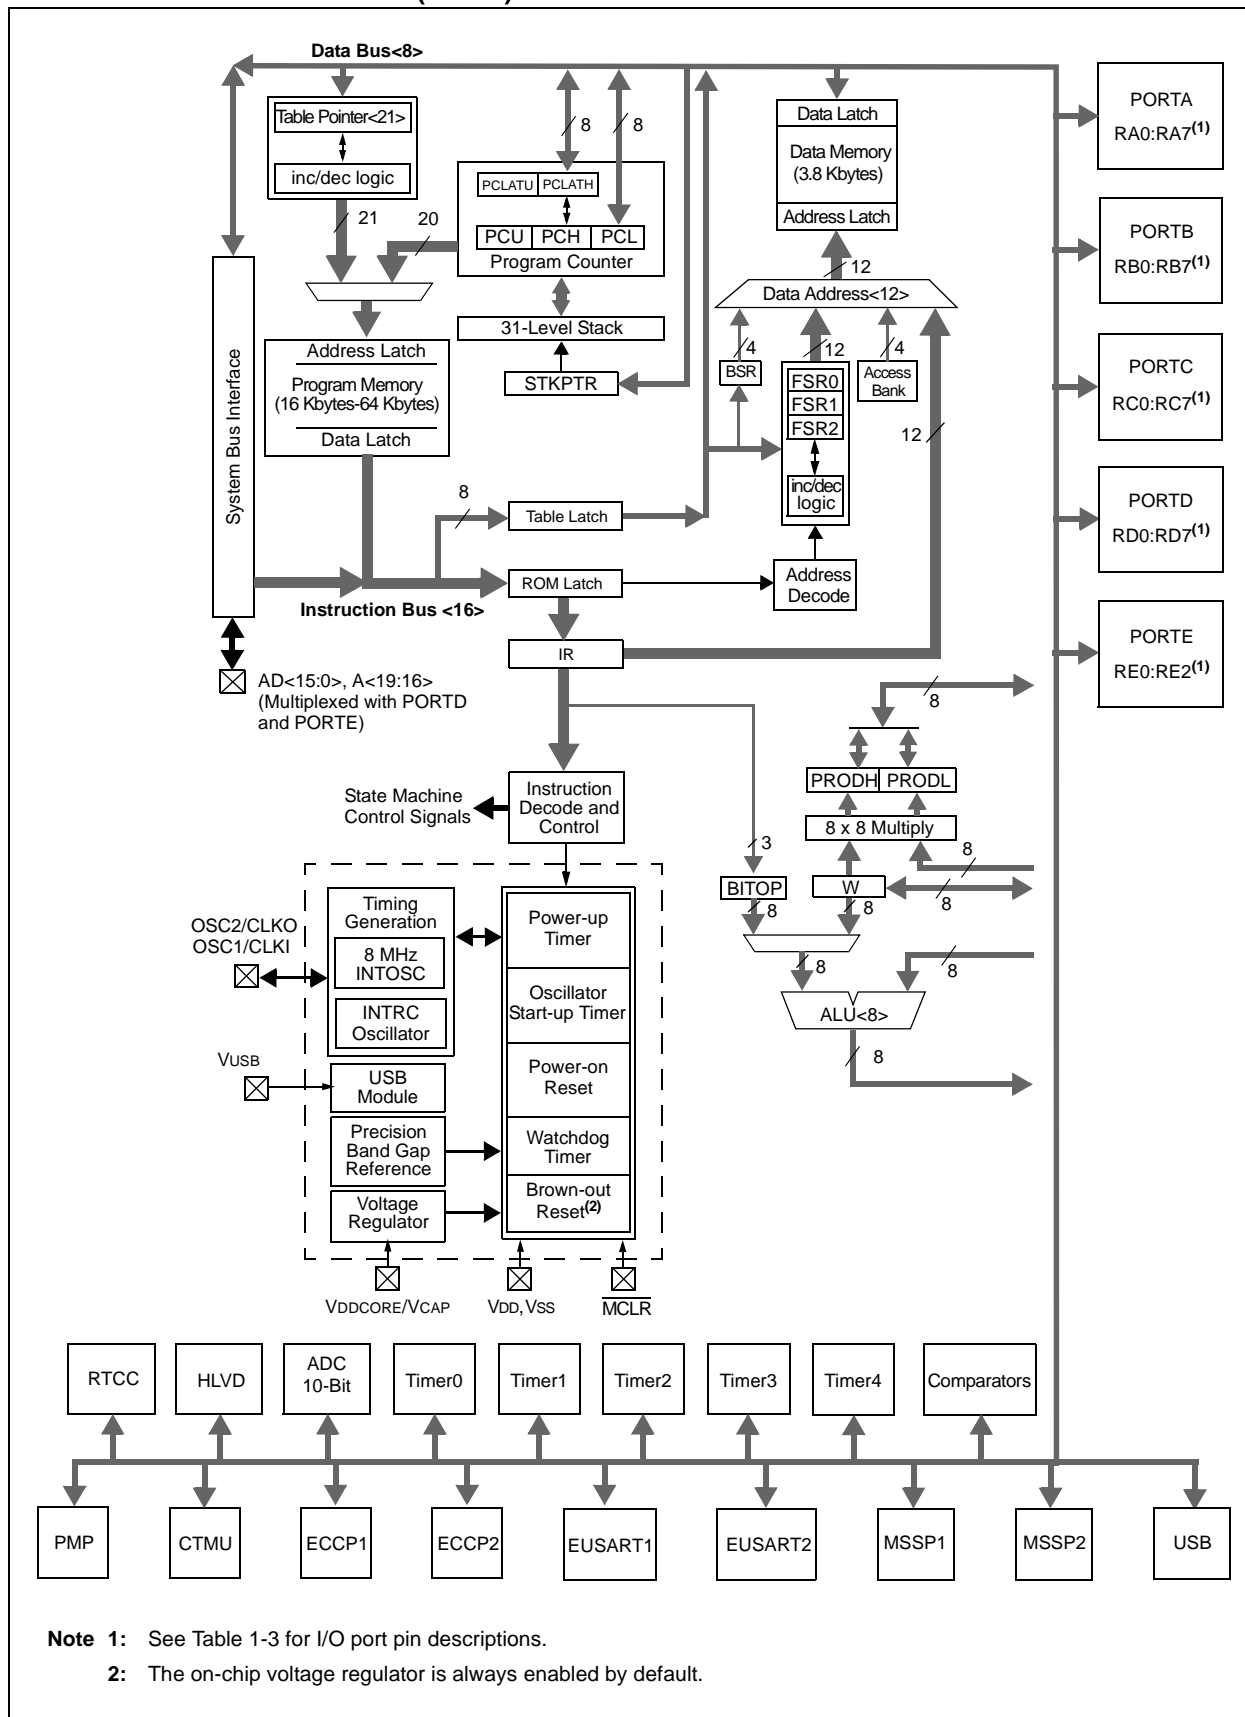 Data Bus<8>
Table Pointer<21>
inc/dec logic
21
20
8
8
PCLATU PCLATH
PCU PCH PCL
Program Counter
31-Level Stack
STKPTR
Data Latch
Data Memory
(3.8 Kbytes)
Address Latch
12
Data Address<12>
4
12
4
BSR
FSR0
FSR1
FSR2
inc/dec
logic
Access
Bank
12
PORTA
RA0:RA7(1)
PORTB
RB0:RB7(1)
PORTC
RC0:RC7(1)
PORTD
RD0:RD7(1)
PORTE
RE0:RE2(1)
System Bus Interface
Address Latch
Program Memory
(16 Kbytes-64 Kbytes)
Data Latch
8
Table Latch
ROM Latch
Address
Decode
Instruction Bus <16>
IR
AD<15:0>, A<19:16>
(Multiplexed with PORTD
and PORTE)
8
PRODH PRODL
8 x 8 Multiply
State Machine
Control Signals
Instruction
Decode and
Control
3
8
BITOP
W
8
8
8
8
8
ALU<8>
8
OSC2/CLKO
OSC1/CLKI
Timing
Generation
8 MHz
INTOSC
INTRC
Oscillator
Power-up
Timer
Oscillator
Start-up Timer
Power-on
Reset
Watchdog
Timer
Brown-out
Reset(2)
VUSB
USB
Module
Precision
Band Gap
Reference
Voltage
Regulator
VDDCORE/VCAP
VDD, VSS
MCLR
RTCC
HLVD
ADC
10-Bit
Timer0
Timer1
Timer2
Timer3
Timer4
Comparators
PMP
CTMU
ECCP1
ECCP2
EUSART1
EUSART2
MSSP1
MSSP2
USB
Note 1: See Table 1-3 for I/O port pin descriptions.
2: The on-chip voltage regulator is always enabled by default.